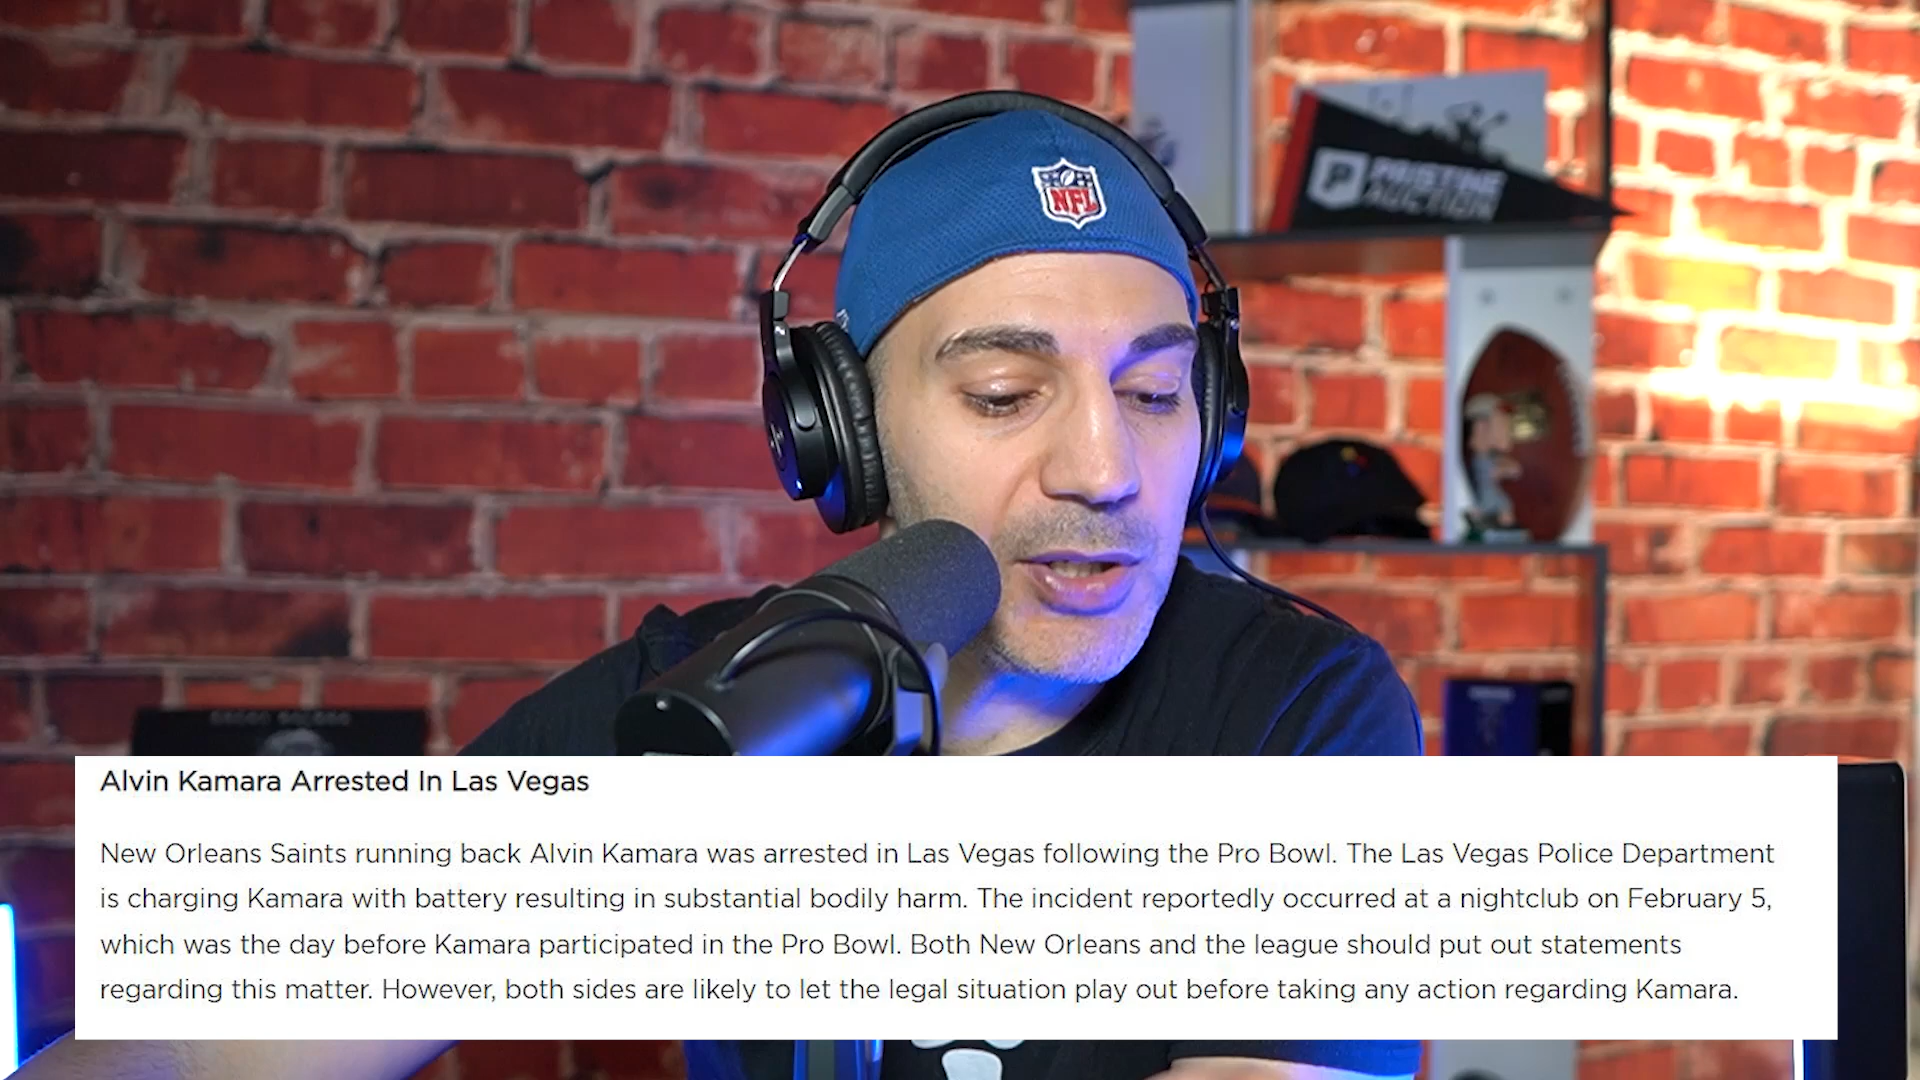 NFL
PRISTINE
AUCTION
Alvin Kamara Arrested In Las Vegas
New Orleans Saints running back Alvin Kamara was arrested in Las Vegas following the Pro Bowl. The Las Vegas Police Department
is charging Kamara with battery resulting in substantial bodily harm. The incident reportedly occurred at a nightclub on February 5,
which was the day before Kamara participated in the Pro Bowl. Both New Orleans and the league should put out statements
regarding this matter. However, both sides are likely to let the legal situation play out before taking any action regarding Kamara.